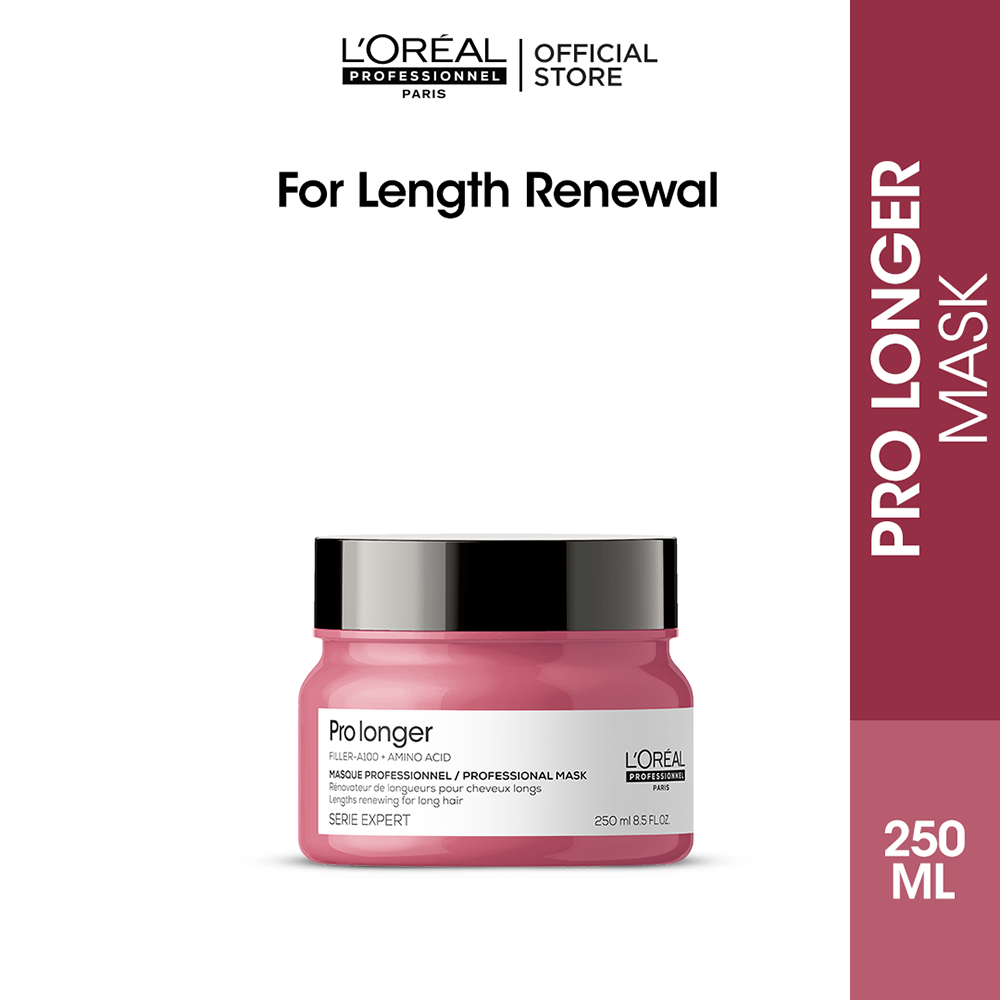 L'ORÉAL
PROFESSIONNEL
PARIS
OFFICIAL
STORE
For Length Renewal
PRO LONGER
MASK
250
ML
Pro longer
FILLER-A100 + AMINO ACID
MASQUE PROFESSIONNEL / PROFESSIONAL MASK
Rénovateur de longueurs pour cheveux longs
Lengths renewing for long hair
SERIE EXPERT
250 ml 8.5 FL.OZ.
L'ORÉAL
PROFESSIONNEL
PARIS